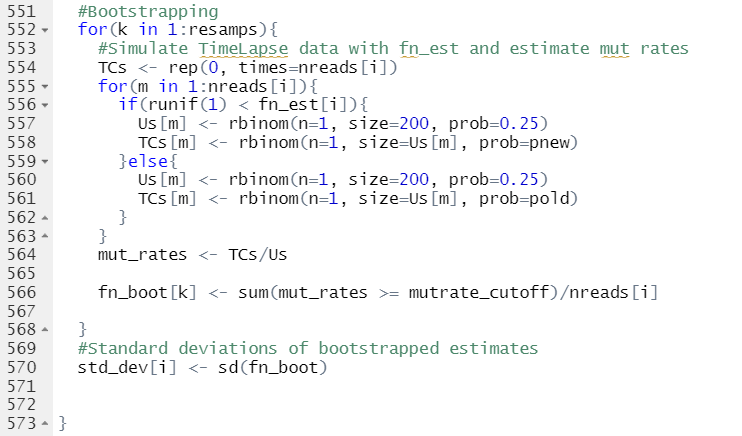 551 #Bootstrapping
552 for(k in 1:resamps){
553 #Simulate TimeLapse data with fn_est and estimate mut rates
554 TCs <- rep(0, times=nreads[i])
555 for(m in 1:nreads[i]){
556 if(runif(1) < fn_est[i]){
557 Us[m] <- rbinom(n=1, size=200, prob=0.25)
558 TCs[m] <- rbinom(n=1, size=Us[m], prob=pnew)
559 }else{
560 Us[m] <- rbinom(n=1, size=200, prob=0.25)
561 TCs[m] <- rbinom(n=1, size=Us[m], prob=pold)
562 }
563 }
564 mut_rates <- TCs/Us
565
566 fn_boot[k] <- sum(mut_rates >= mutrate_cutoff)/nreads[i]
567
568 }
569 #Standard deviations of bootstrapped estimates
570 std_dev[i] <- sd(fn_boot)
571
572
573 }